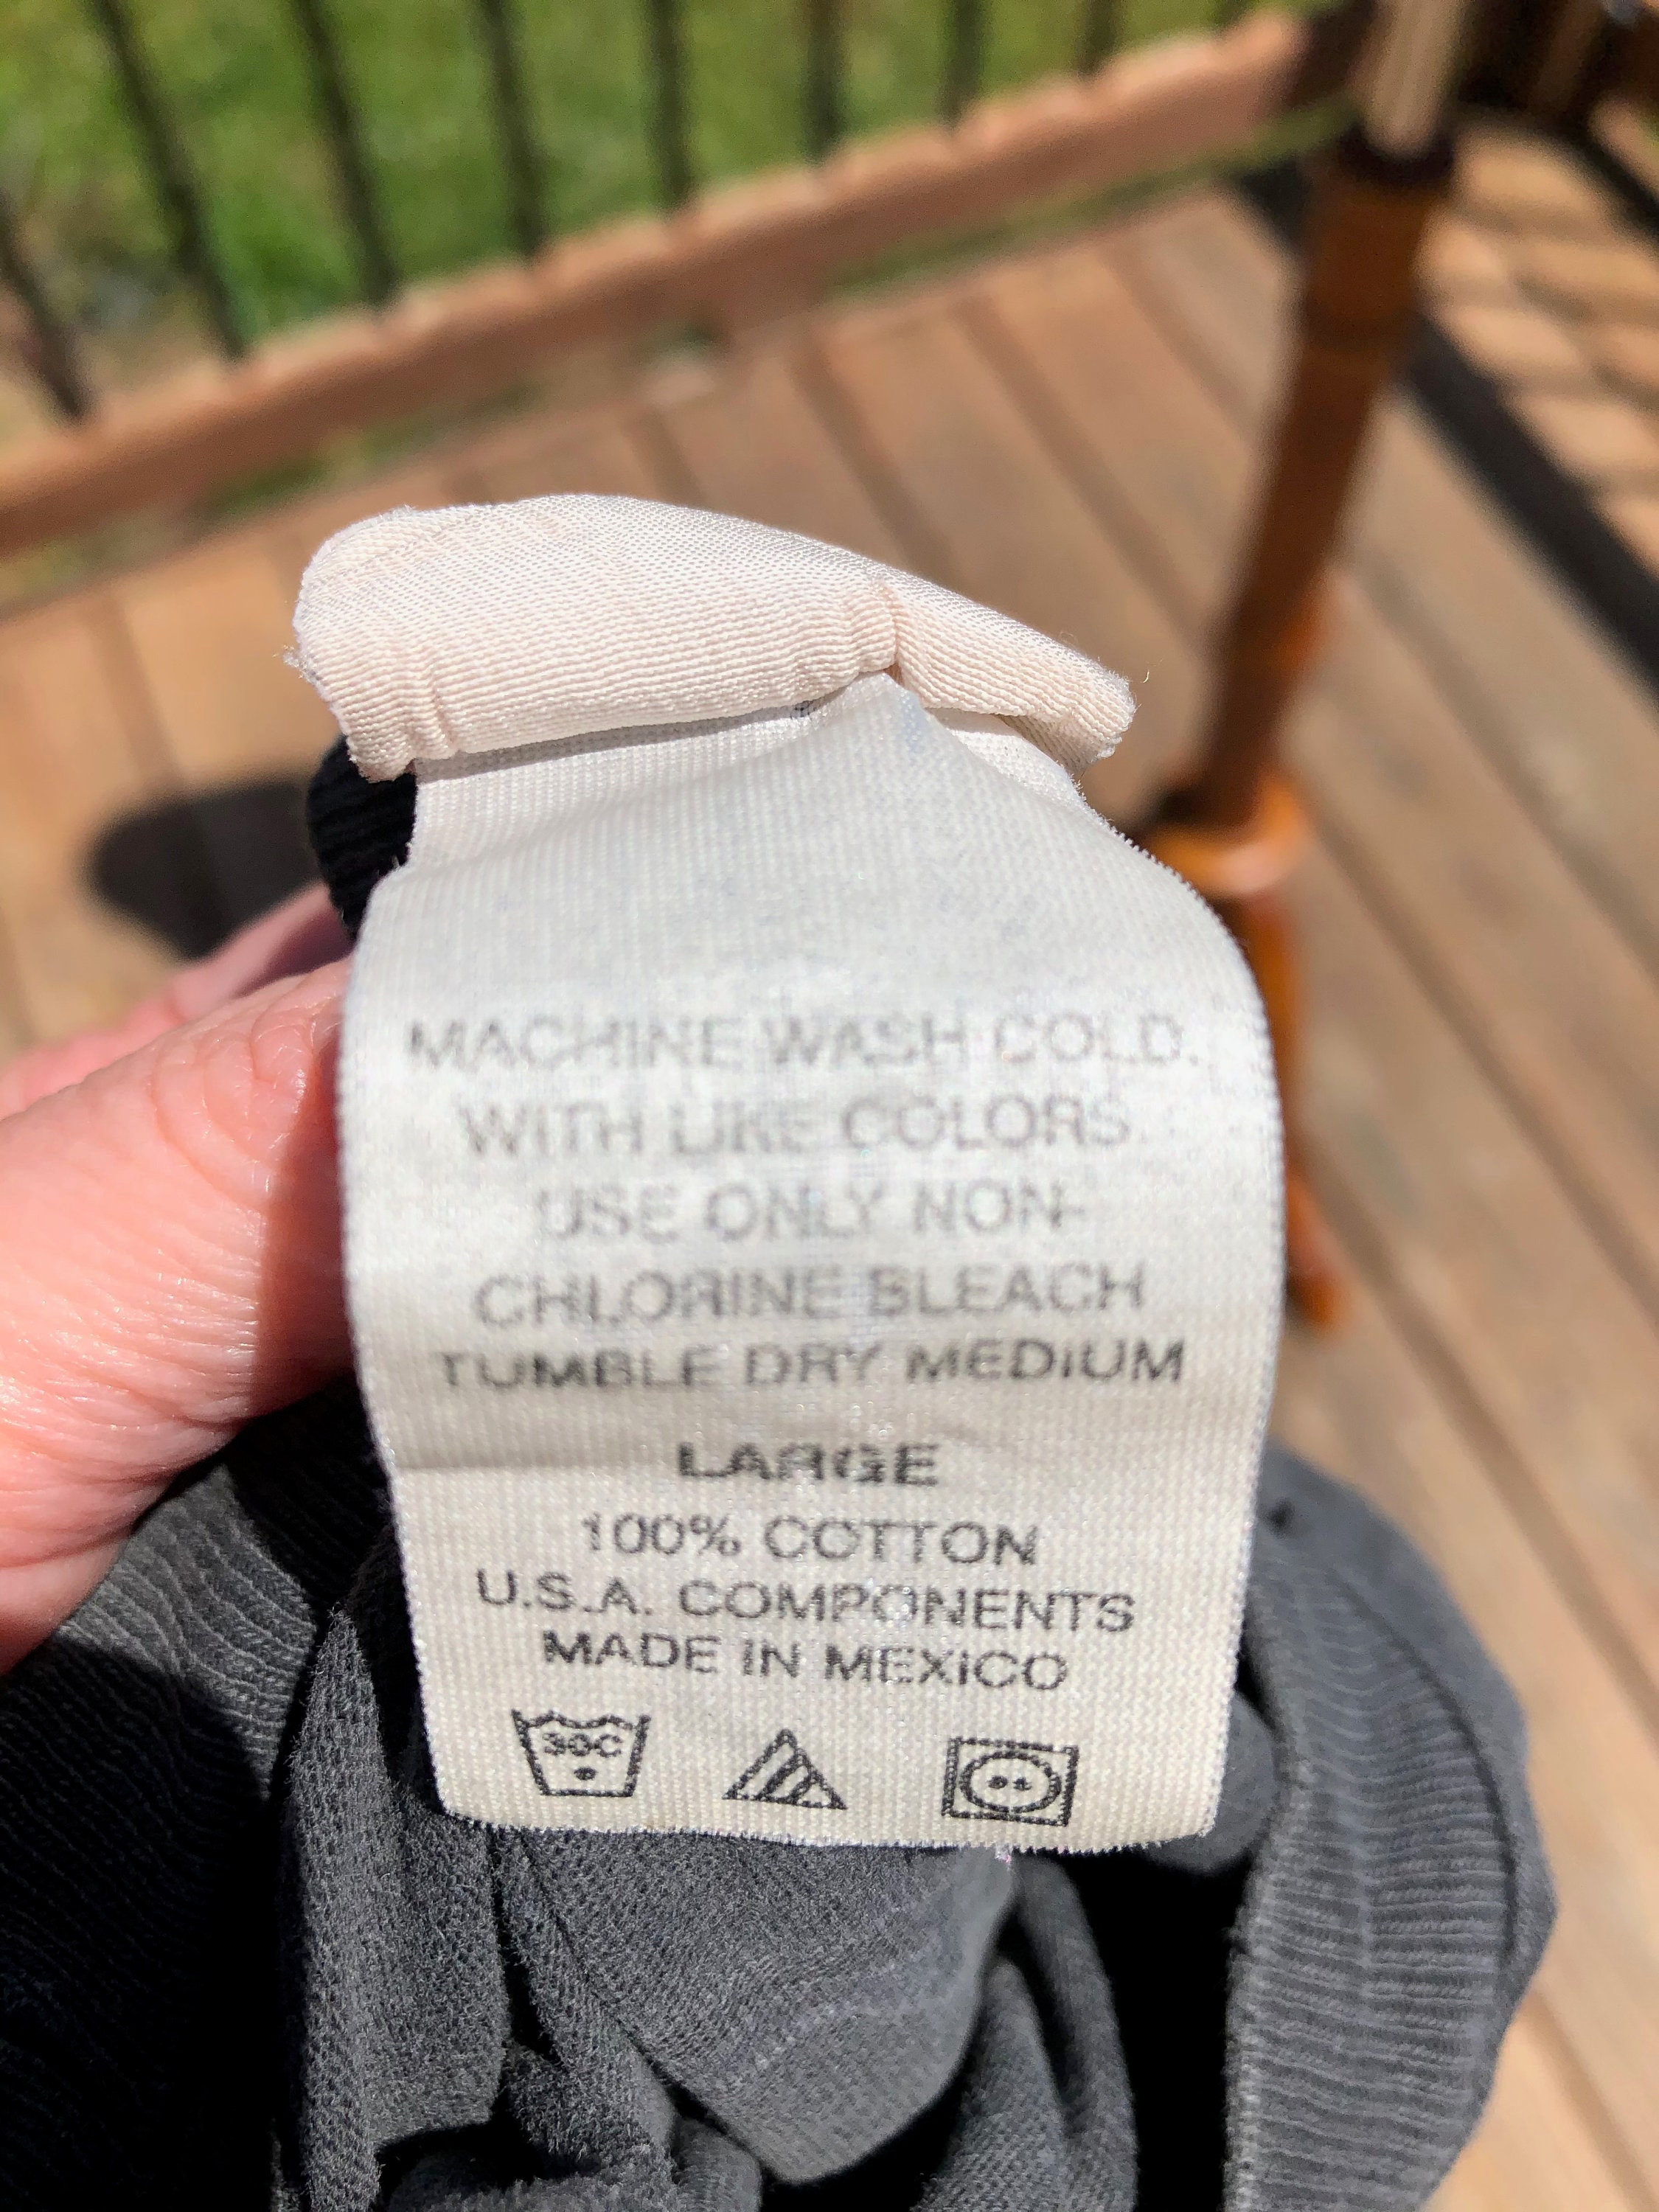 MACHINE WASH COLD.
WITH LIKE COLORS
USE ONLY NON-
CHLORINE BLEACH
TUMBLE DRY MEDIUM
LARGE
100% COTTON
U.S.A. COMPONENTS
MADE IN MEXICO
30C